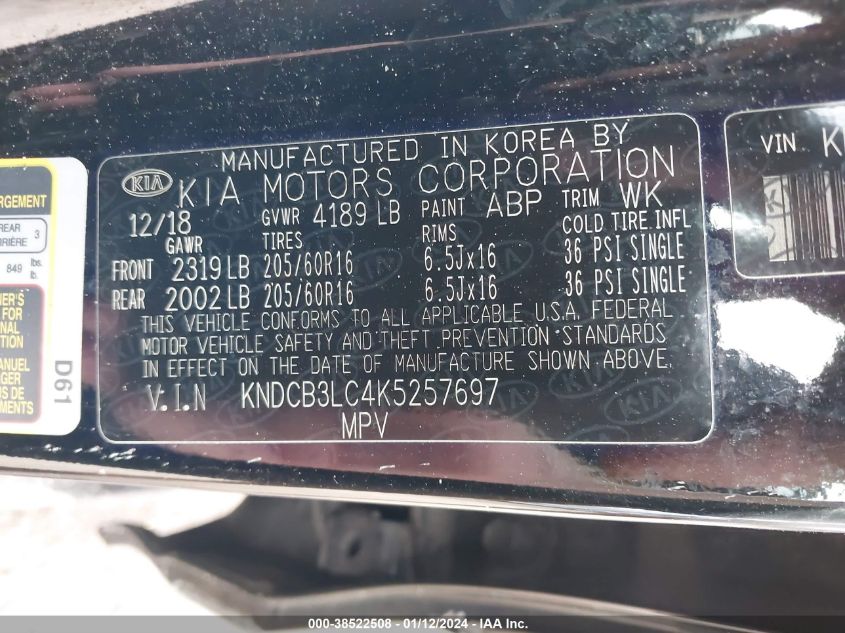 MANUFACTURED IN KOREA BY
KIA KIA MOTORS CORPORATION
12/18 GVWR 4189 LB PAINT ABP TRIM WK
GAWR TIRES RIMS COLD TIRE.INFL
FRONT 2319 LB 205/60R16 6.5Jx16 36 PSI SINGLE
REAR 2002 LB 205/60R16 6.5Jx16 36 PSI SINGLE
THIS VEHICLE CONFORMS TO ALL APPLICABLE U.S.A. FEDERAL
MOTOR VEHICLE SAFETY AND THEFT PREVENTION STANDARDS
IN EFFECT ON THE DATE OF MANUFACTURE SHOWN ABOVE.
V.I.N KNDCB3LC4K5257697
MPV
VIN
REAR 3
849 lbs.
D61
000-38522508 - 01/12/2024 - IAA, Inc.